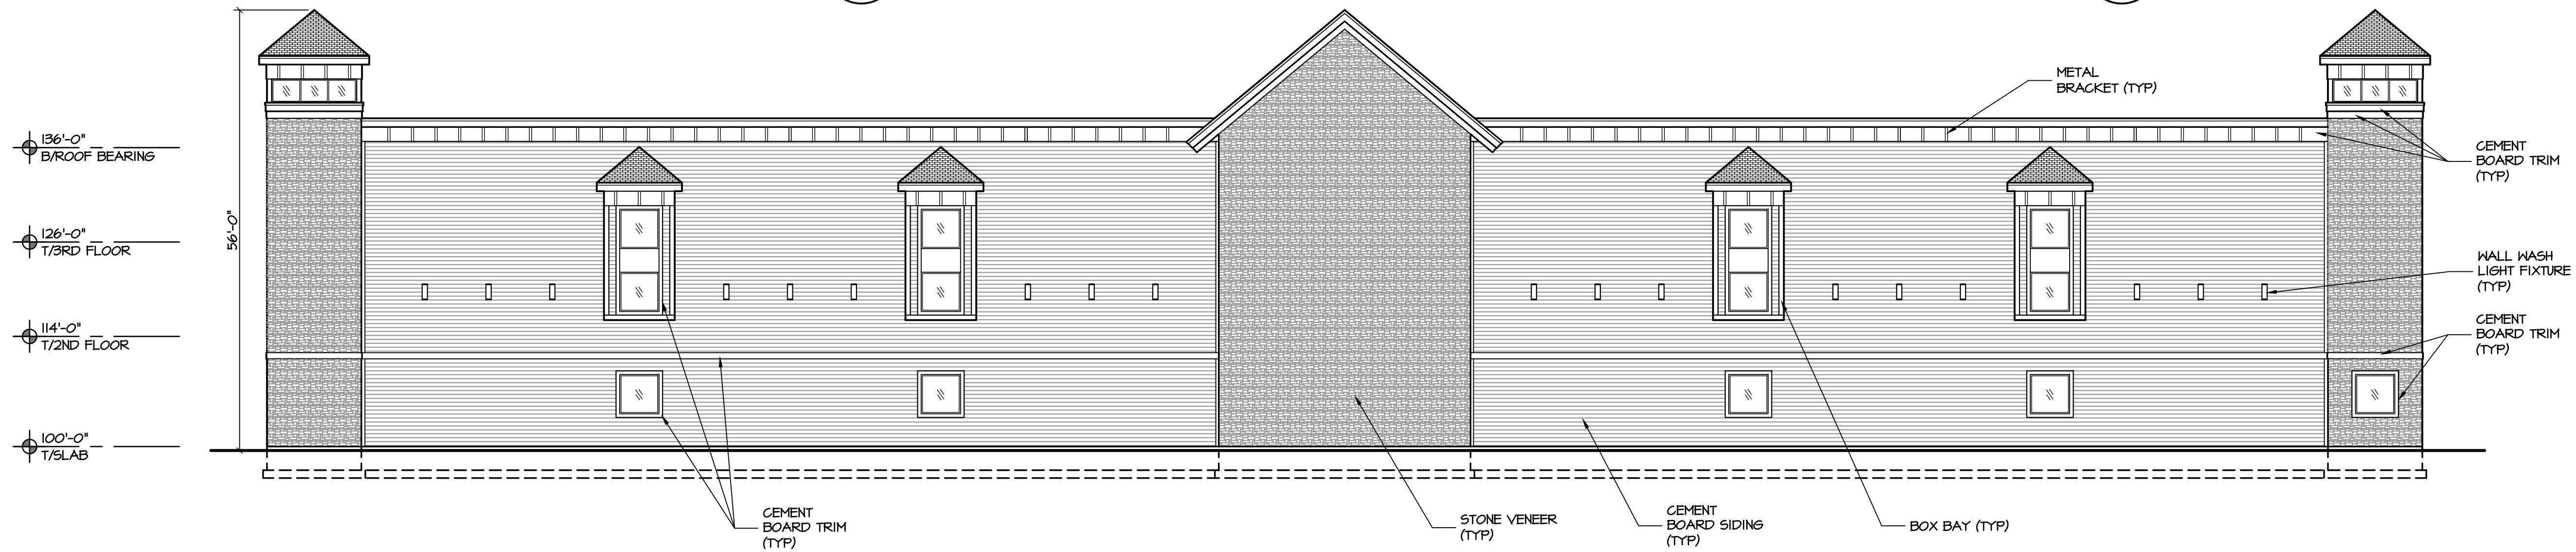 METAL
BRACKET (TYP)
136'-0"
B/ROOF BEARING
CEMENT
BOARD TRIM
(TYP)
56'-0"
126'-0"
T/3RD FLOOR
WALL WASH
LIGHT FIXTURE
(TYP)
114'-0"
T/2ND FLOOR
CEMENT
BOARD TRIM
(TYP)
100'-0"
T/SLAB
CEMENT
BOARD TRIM
(TYP)
STONE VENEER
(TYP)
CEMENT
BOARD SIDING
(TYP)
BOX BAY (TYP)